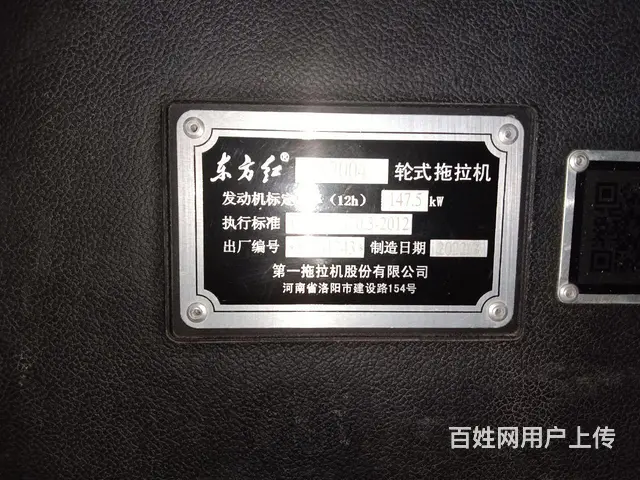 东方红® 2004 轮式拖拉机
发动机标定 (12h) 147.5 kW
执行标准 -2012
出厂编号 制造日期
第一拖拉机股份有限公司
河南省洛阳市建设路154号
百姓网用户上传